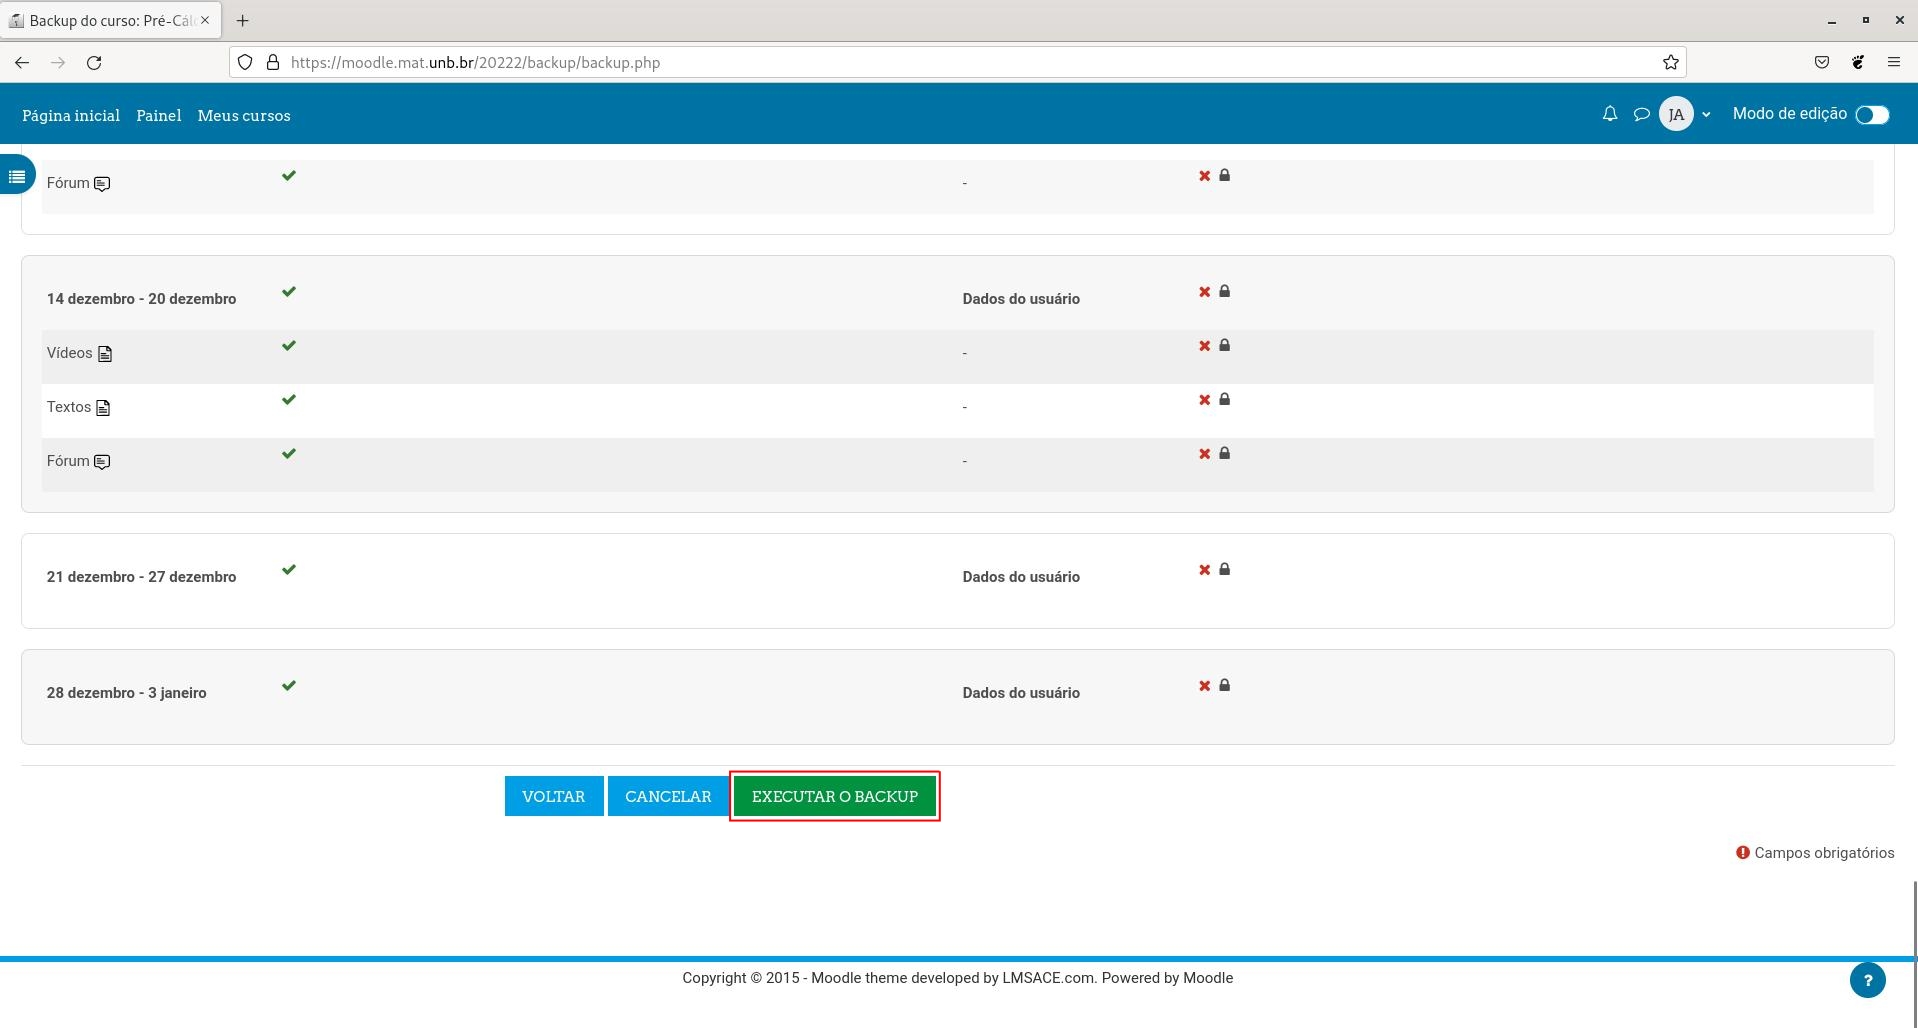 Backup do curso: Pré-Cálc
https://moodle.mat.unb.br/20222/backup/backup.php
Página inicial Painel Meus cursos JA Modo de edição
Fórum -
14 dezembro - 20 dezembro Dados do usuário
Vídeos -
Textos -
Fórum -
21 dezembro - 27 dezembro Dados do usuário
28 dezembro - 3 janeiro Dados do usuário
VOLTAR CANCELAR EXECUTAR O BACKUP
Campos obrigatórios
Copyright © 2015 - Moodle theme developed by LMSACE.com. Powered by Moodle
?